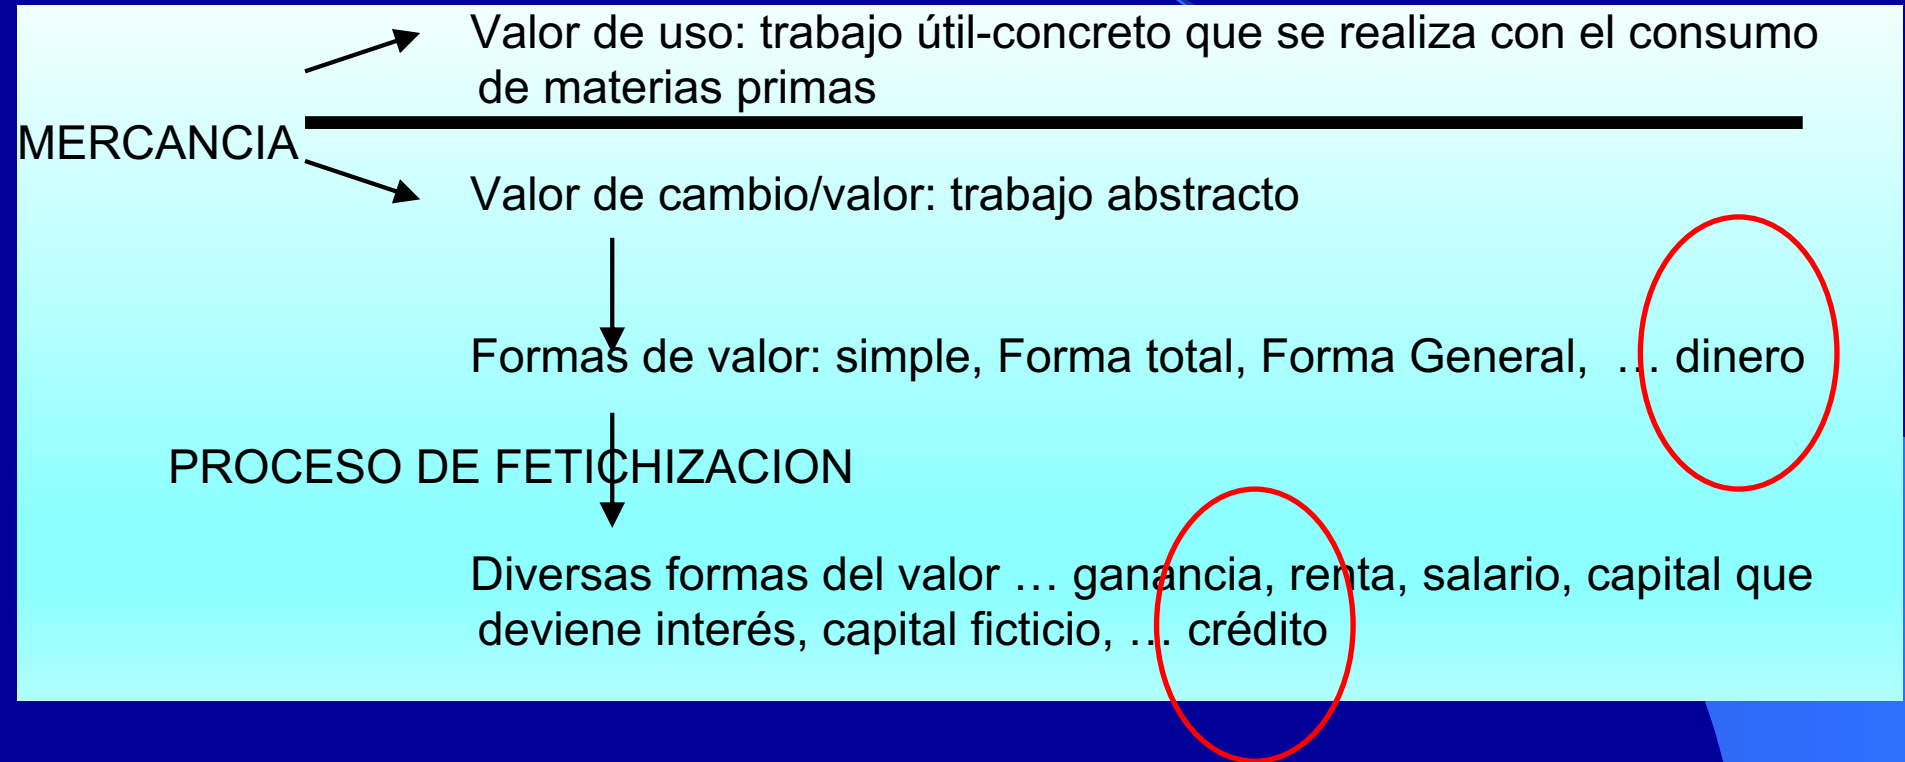 Valor de uso: trabajo útil-concreto que se realiza con el consumo
de materias primas
MERCANCIA
Valor de cambio/valor: trabajo abstracto
Formas de valor: simple, Forma total, Forma General, … dinero
PROCESO DE FETICHIZACION
Diversas formas del valor … ganancia, renta, salario, capital que
deviene interés, capital ficticio, … crédito